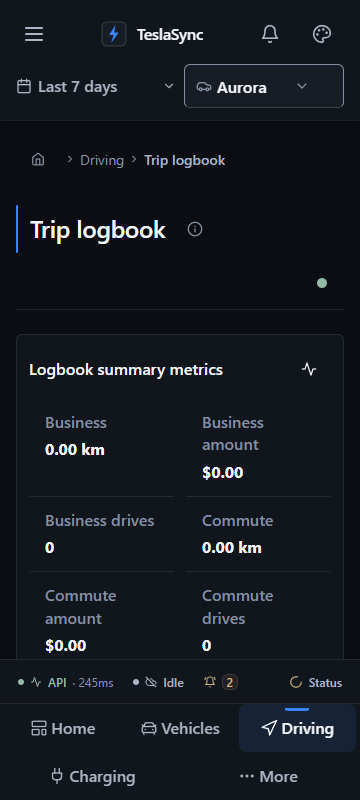 TeslaSync
Last 7 days
Aurora
Driving
Trip logbook
Trip logbook
Logbook summary metrics
Business
0.00 km
Business
amount
$0.00
Business drives
0
Commute
0.00 km
Commute
amount
$0.00
Commute
drives
0
API · 245ms
Idle
2
Status
Home
Vehicles
Driving
Charging
More